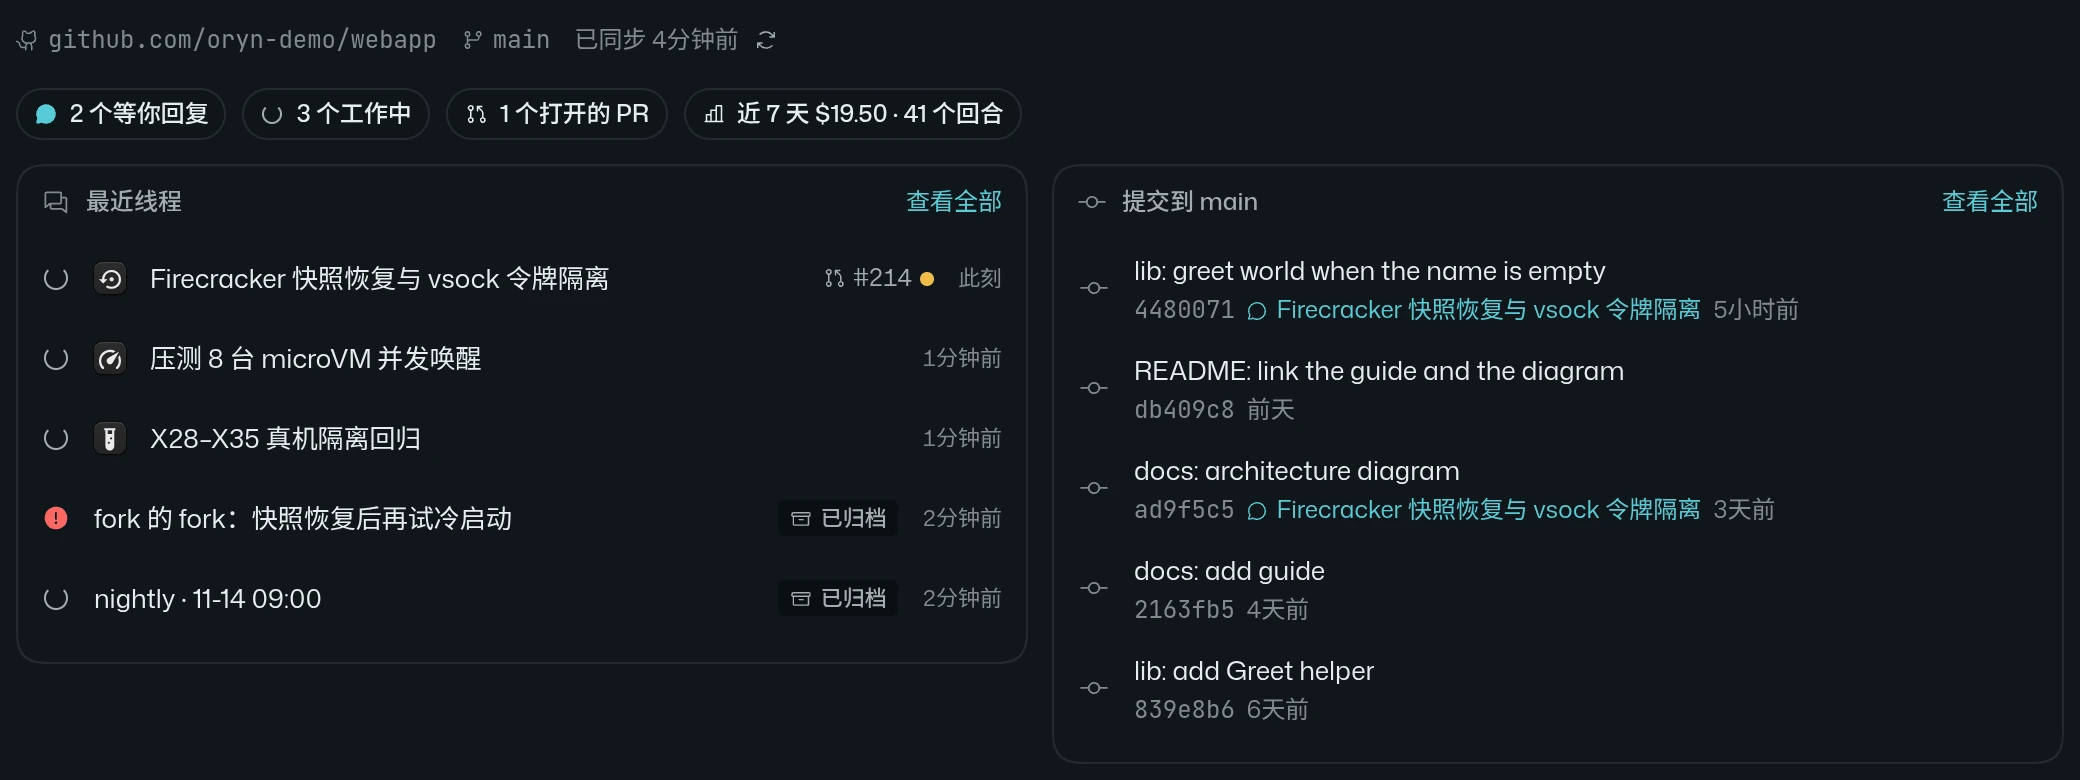 github.com/oryn-demo/webapp main 已同步 4分钟前
2 个等你回复 3 个工作中 1 个打开的 PR 近 7 天 $19.50 · 41 个回合
最近线程 查看全部
Firecracker 快照恢复与 vsock 令牌隔离 #214 此刻
压测 8 台 microVM 并发唤醒 1分钟前
X28–X35 真机隔离回归 1分钟前
fork 的 fork：快照恢复后再试冷启动 已归档 2分钟前
nightly · 11-14 09:00 已归档 2分钟前
提交到 main 查看全部
lib: greet world when the name is empty
4480071 Firecracker 快照恢复与 vsock 令牌隔离 5小时前
README: link the guide and the diagram
db409c8 前天
docs: architecture diagram
ad9f5c5 Firecracker 快照恢复与 vsock 令牌隔离 3天前
docs: add guide
2163fb5 4天前
lib: add Greet helper
839e8b6 6天前